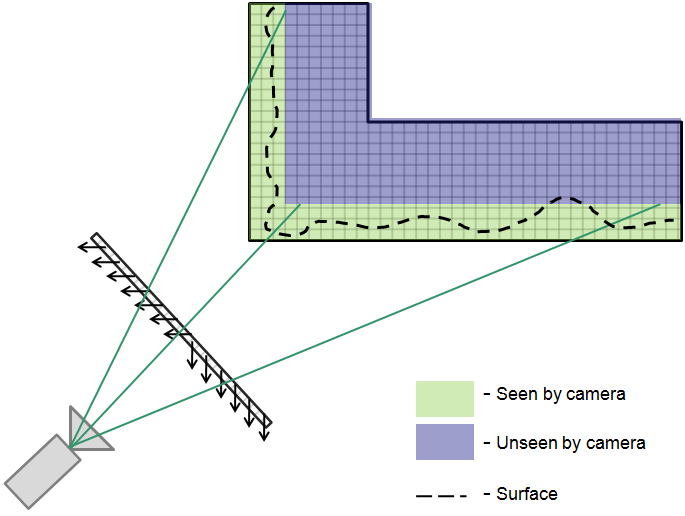 - Seen by camera
- Unseen by camera
- Surface